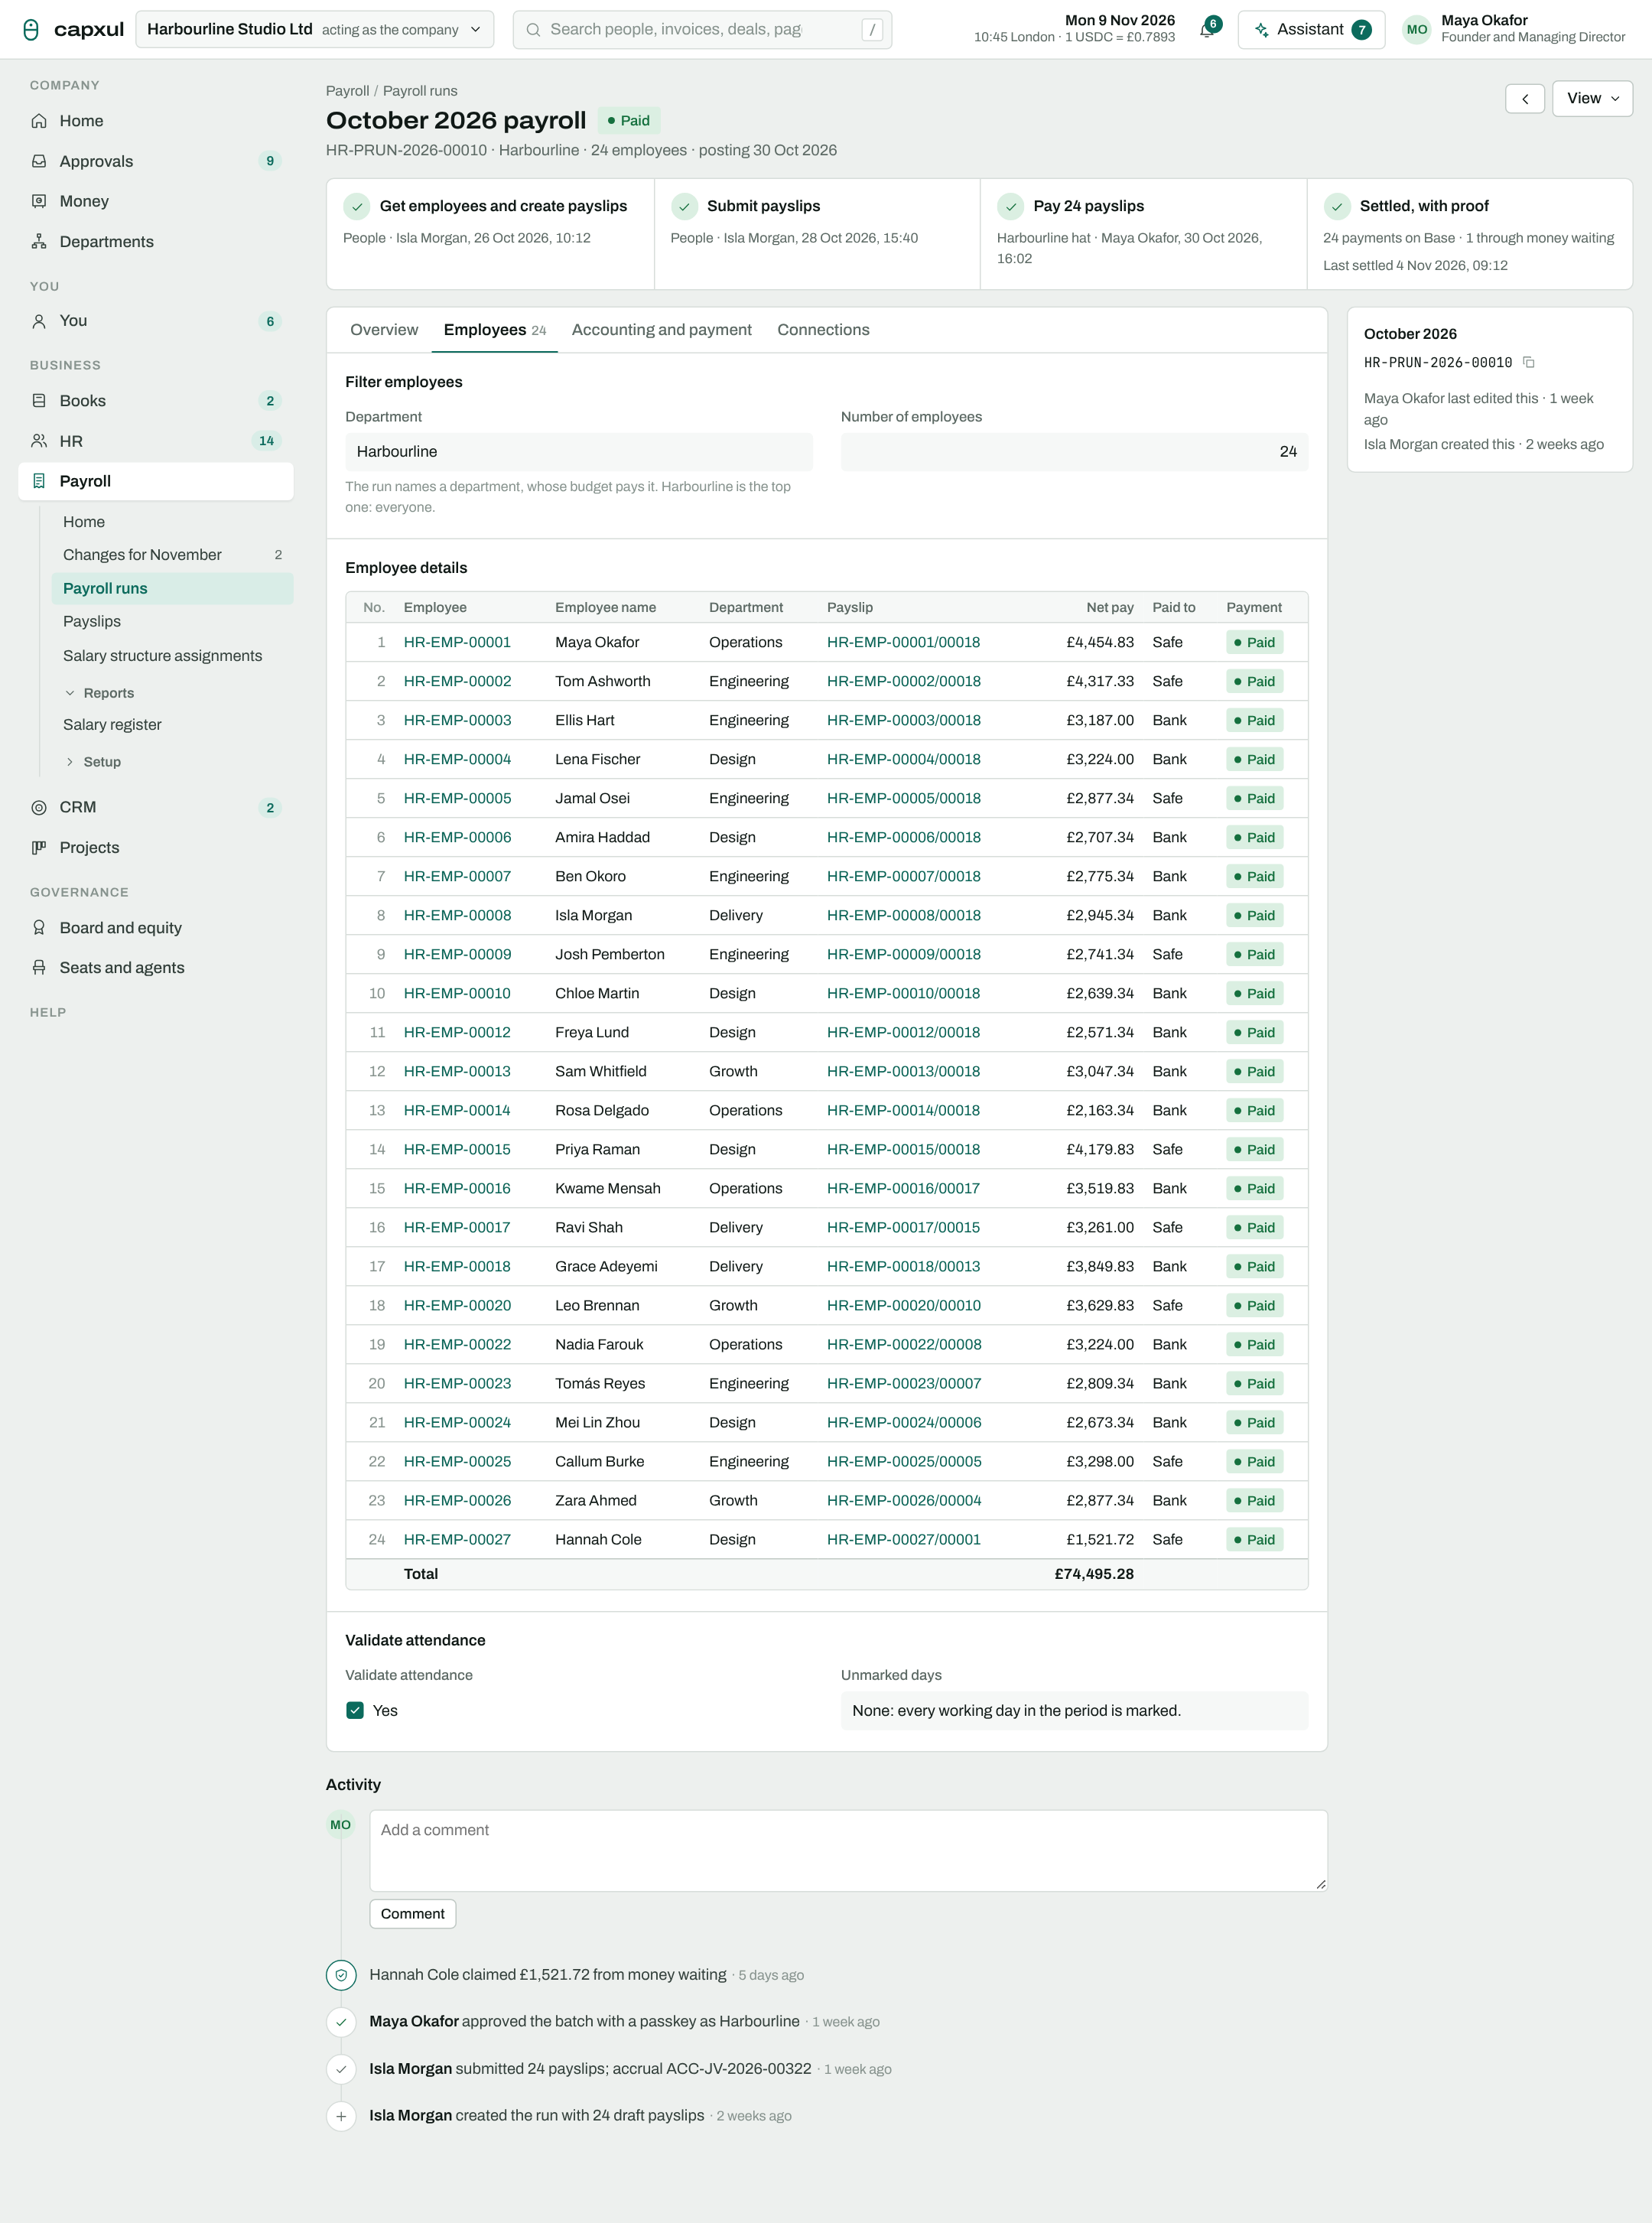 capxul
Harbourline Studio Ltd acting as the company
Search people, invoices, deals, pag
/
Mon 9 Nov 2026
10:45 London · 1 USDC = £0.7893
6
Assistant 7
MO
Maya Okafor
Founder and Managing Director
COMPANY
Home
Approvals 9
Money
Departments
YOU
You 6
BUSINESS
Books 2
HR 14
Payroll
Home
Changes for November 2
Payroll runs
Payslips
Salary structure assignments
Reports
Salary register
Setup
CRM 2
Projects
GOVERNANCE
Board and equity
Seats and agents
HELP
Payroll / Payroll runs
October 2026 payroll Paid
HR-PRUN-2026-00010 · Harbourline · 24 employees · posting 30 Oct 2026
View
Get employees and create payslips
People · Isla Morgan, 26 Oct 2026, 10:12
Submit payslips
People · Isla Morgan, 28 Oct 2026, 15:40
Pay 24 payslips
Harbourline hat · Maya Okafor, 30 Oct 2026,
16:02
Settled, with proof
24 payments on Base · 1 through money waiting
Last settled 4 Nov 2026, 09:12
Overview Employees 24 Accounting and payment Connections
Filter employees
Department
Harbourline
The run names a department, whose budget pays it. Harbourline is the top
one: everyone.
Number of employees
24
Employee details
No. Employee Employee name Department Payslip Net pay Paid to Payment
1 HR-EMP-00001 Maya Okafor Operations HR-EMP-00001/00018 £4,454.83 Safe Paid
2 HR-EMP-00002 Tom Ashworth Engineering HR-EMP-00002/00018 £4,317.33 Safe Paid
3 HR-EMP-00003 Ellis Hart Engineering HR-EMP-00003/00018 £3,187.00 Bank Paid
4 HR-EMP-00004 Lena Fischer Design HR-EMP-00004/00018 £3,224.00 Bank Paid
5 HR-EMP-00005 Jamal Osei Engineering HR-EMP-00005/00018 £2,877.34 Safe Paid
6 HR-EMP-00006 Amira Haddad Design HR-EMP-00006/00018 £2,707.34 Bank Paid
7 HR-EMP-00007 Ben Okoro Engineering HR-EMP-00007/00018 £2,775.34 Bank Paid
8 HR-EMP-00008 Isla Morgan Delivery HR-EMP-00008/00018 £2,945.34 Bank Paid
9 HR-EMP-00009 Josh Pemberton Engineering HR-EMP-00009/00018 £2,741.34 Safe Paid
10 HR-EMP-00010 Chloe Martin Design HR-EMP-00010/00018 £2,639.34 Bank Paid
11 HR-EMP-00012 Freya Lund Design HR-EMP-00012/00018 £2,571.34 Bank Paid
12 HR-EMP-00013 Sam Whitfield Growth HR-EMP-00013/00018 £3,047.34 Bank Paid
13 HR-EMP-00014 Rosa Delgado Operations HR-EMP-00014/00018 £2,163.34 Bank Paid
14 HR-EMP-00015 Priya Raman Design HR-EMP-00015/00018 £4,179.83 Safe Paid
15 HR-EMP-00016 Kwame Mensah Operations HR-EMP-00016/00017 £3,519.83 Bank Paid
16 HR-EMP-00017 Ravi Shah Delivery HR-EMP-00017/00015 £3,261.00 Safe Paid
17 HR-EMP-00018 Grace Adeyemi Delivery HR-EMP-00018/00013 £3,849.83 Bank Paid
18 HR-EMP-00020 Leo Brennan Growth HR-EMP-00020/00010 £3,629.83 Safe Paid
19 HR-EMP-00022 Nadia Farouk Operations HR-EMP-00022/00008 £3,224.00 Bank Paid
20 HR-EMP-00023 Tomás Reyes Engineering HR-EMP-00023/00007 £2,809.34 Bank Paid
21 HR-EMP-00024 Mei Lin Zhou Design HR-EMP-00024/00006 £2,673.34 Bank Paid
22 HR-EMP-00025 Callum Burke Engineering HR-EMP-00025/00005 £3,298.00 Safe Paid
23 HR-EMP-00026 Zara Ahmed Growth HR-EMP-00026/00004 £2,877.34 Bank Paid
24 HR-EMP-00027 Hannah Cole Design HR-EMP-00027/00001 £1,521.72 Safe Paid
Total £74,495.28
Validate attendance
Validate attendance
Yes
Unmarked days
None: every working day in the period is marked.
October 2026
HR-PRUN-2026-00010
Maya Okafor last edited this · 1 week
ago
Isla Morgan created this · 2 weeks ago
Activity
MO
Add a comment
Comment
Hannah Cole claimed £1,521.72 from money waiting · 5 days ago
Maya Okafor approved the batch with a passkey as Harbourline · 1 week ago
Isla Morgan submitted 24 payslips; accrual ACC-JV-2026-00322 · 1 week ago
Isla Morgan created the run with 24 draft payslips · 2 weeks ago